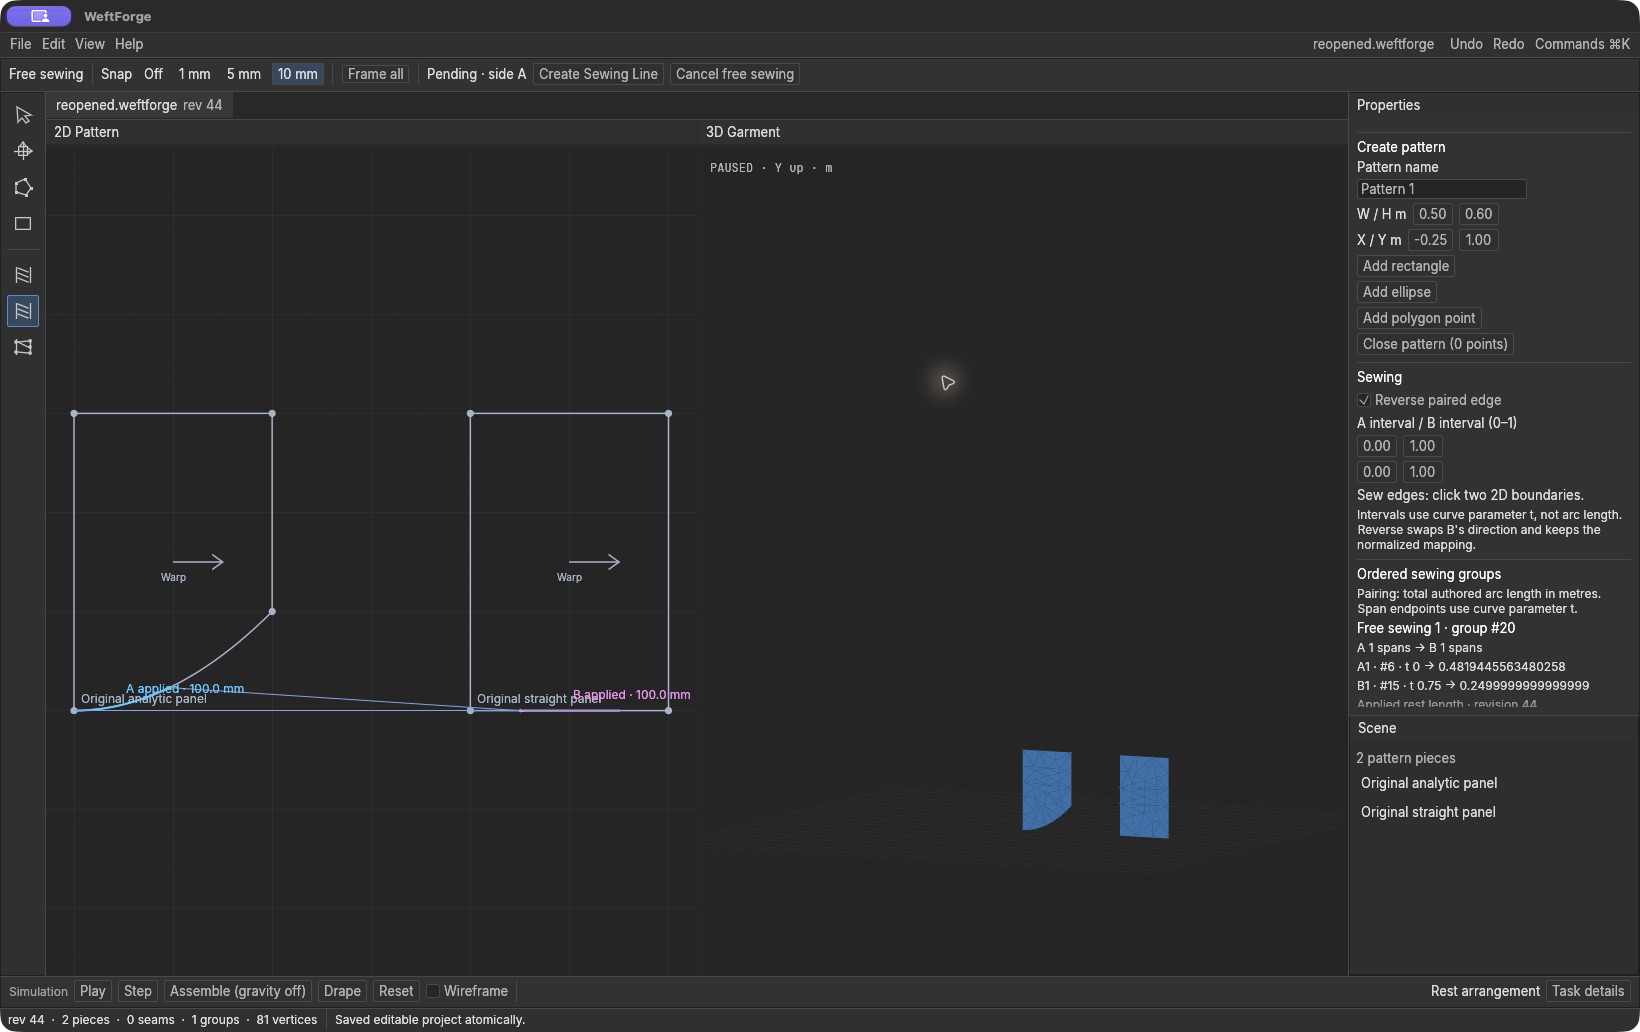 WeftForge
File Edit View Help
reopened.weftforge Undo Redo Commands ⌘K
Free sewing Snap Off 1 mm 5 mm 10 mm Frame all Pending · side A Create Sewing Line Cancel free sewing
reopened.weftforge rev 44
2D Pattern
Warp
Warp
A applied · 100.0 mm
Original analytic panel
B applied · 100.0 mm
Original straight panel
3D Garment
PAUSED · Y up · m
Properties
Create pattern
Pattern name
Pattern 1
W / H m 0.50 0.60
X / Y m -0.25 1.00
Add rectangle
Add ellipse
Add polygon point
Close pattern (0 points)
Sewing
Reverse paired edge
A interval / B interval (0–1)
0.00 1.00
0.00 1.00
Sew edges: click two 2D boundaries.
Intervals use curve parameter t, not arc length.
Reverse swaps B's direction and keeps the
normalized mapping.
Ordered sewing groups
Pairing: total authored arc length in metres.
Span endpoints use curve parameter t.
Free sewing 1 · group #20
A 1 spans → B 1 spans
A1 · #6 · t 0 → 0.4819445563480258
B1 · #15 · t 0.75 → 0.2499999999999999
Applied rest length · revision 44
Scene
2 pattern pieces
Original analytic panel
Original straight panel
Simulation Play Step Assemble (gravity off) Drape Reset Wireframe
Rest arrangement Task details
rev 44 · 2 pieces · 0 seams · 1 groups · 81 vertices Saved editable project atomically.